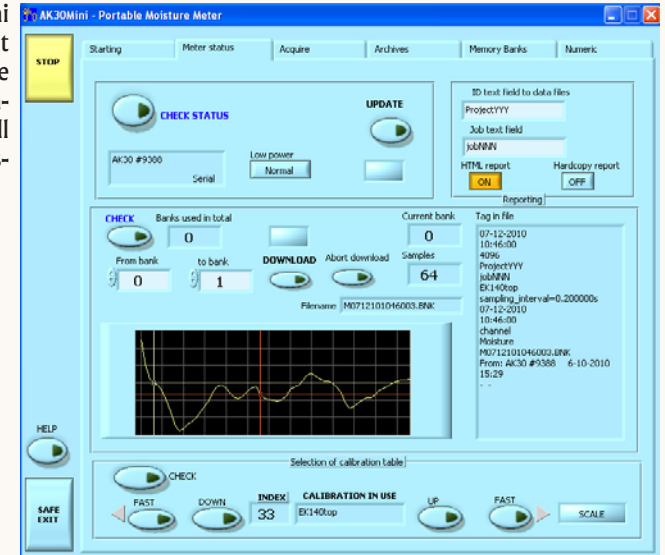 ni
t
e
-
ll
-
AK30Mini - Portable Moisture Meter
STOP
Starting
Meter status
Acquire
Archives
Memory Banks
Numeric
CHECK STATUS
UPDATE
AK30 #9388
Serial
Low power
Normal
ID text field to data files
ProjectYYY
Job text field
jobNNN
HTML report
Hardcopy report
ON
OFF
Reporting
CHECK
Banks used in total
0
Current bank
0
From bank
0
to bank
1
DOWNLOAD
Abort download
Samples
64
Filename
M0712101046003.BNK
Tag in file
07-12-2010
10:46:00
4096
ProjectYYY
jobNNN
EK140top
sampling_interval=0.200000s
07-12-2010
10:46:00
channel
Moisture
M0712101046003.BNK
From: AK30 #9388 6-10-2010
15:29
- -
HELP
Selection of calibration table
CHECK
FAST
DOWN
INDEX
33
CALIBRATION IN USE
EK140top
UP
FAST
SCALE
SAFE
EXIT